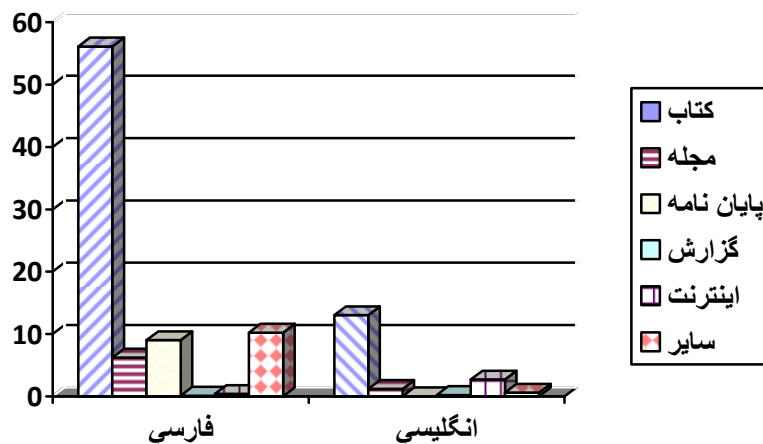 60
50
40
30
20
10
0
فارسی
انگلیسی
کتاب
مجله
پایان نامه
گزارش
اینترنت
سایر